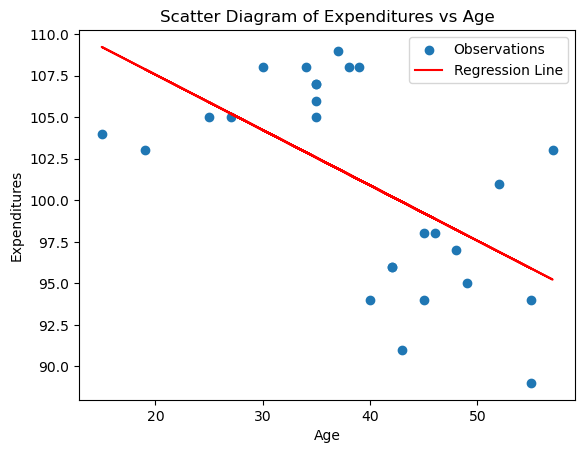 Scatter Diagram of Expenditures vs Age
Observations
Regression Line
Expenditures
110.0
107.5
105.0
102.5
100.0
97.5
95.0
92.5
90.0
20
30
40
50
Age